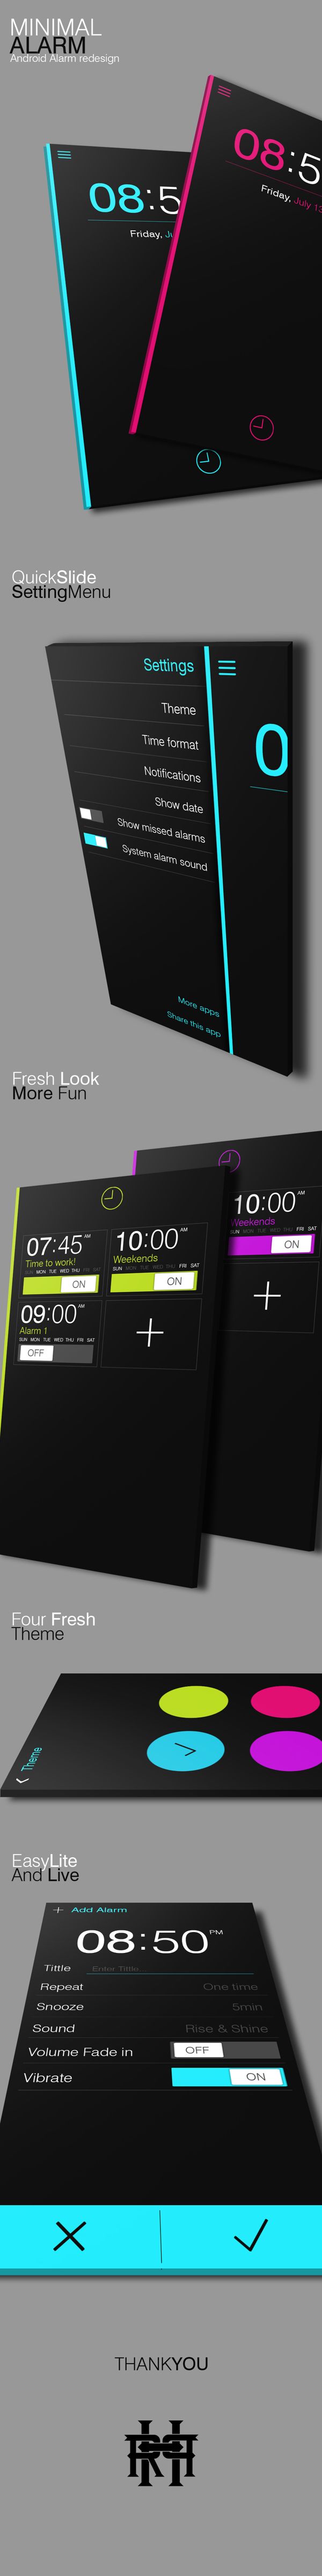 MINIMAL
ALARM
Android Alarm redesign
08:5
Friday, July 13
08:5
Friday, Ju
QuickSlide
SettingMenu
Settings
0
Theme
Time format
Notifications
Show date
Show missed alarms
System alarm sound
More apps
Share this app
Fresh Look
More Fun
07:45 AM
Time to work!
SUN MON TUE WED THU FRI SAT
ON
10:00 AM
Weekends
SUN MON TUE WED THU FRI SAT
ON
10:00 AM
Weekends
SUN MON TUE WED THU FRI SAT
ON
09:00 AM
Alarm 1
SUN MON TUE WED THU FRI SAT
OFF
Four Fresh
Theme
Theme
EasyLite
And Live
Add Alarm
08:50 PM
Tittle Enter Tittle
Repeat One time
Snooze 5min
Sound Rise & Shine
Volume Fade in OFF
Vibrate ON
THANKYOU